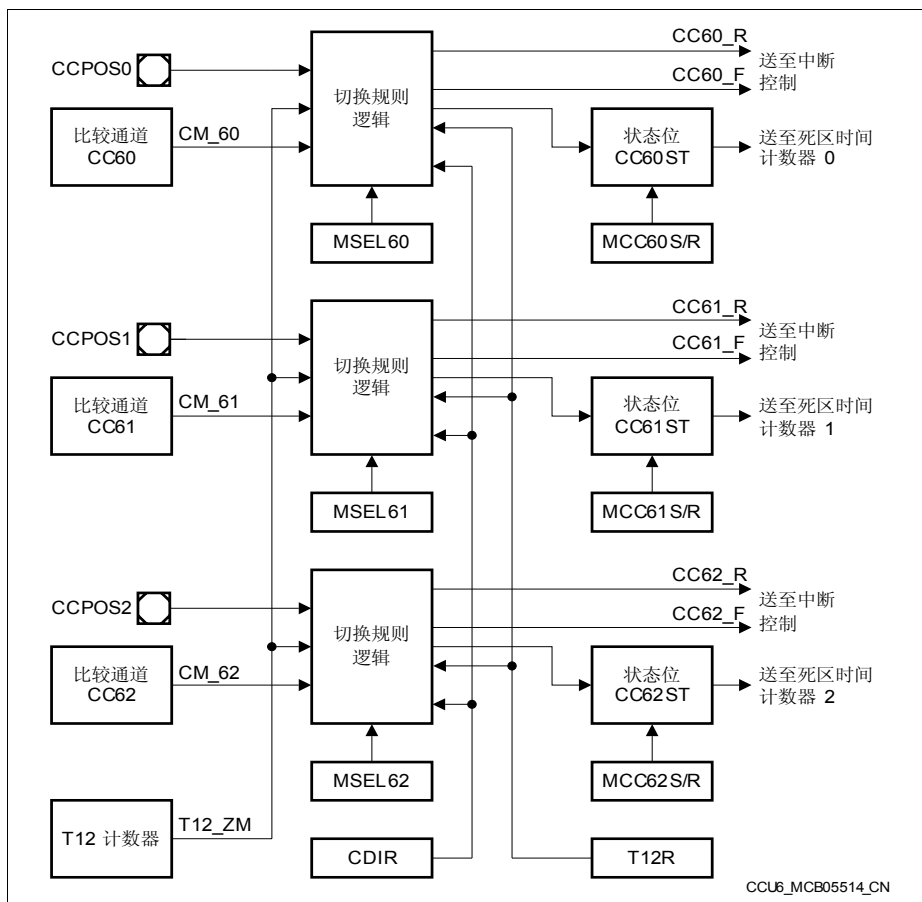 CC60_R
CCPOS0
切换规则
逻辑
CC60_F
送至中断
控制
比较通道
CC60
CM_60
状态位
CC60ST
送至死区时间
计数器 0
MSEL60
MCC60S/R
CC61_R
CCPOS1
切换规则
逻辑
CC61_F
送至中断
控制
比较通道
CC61
CM_61
状态位
CC61ST
送至死区时间
计数器 1
MSEL61
MCC61S/R
CC62_R
CCPOS2
切换规则
逻辑
CC62_F
送至中断
控制
比较通道
CC62
CM_62
状态位
CC62ST
送至死区时间
计数器 2
MSEL62
MCC62S/R
T12 计数器
T12_ZM
CDIR
T12R
CCU6_MCB05514_CN